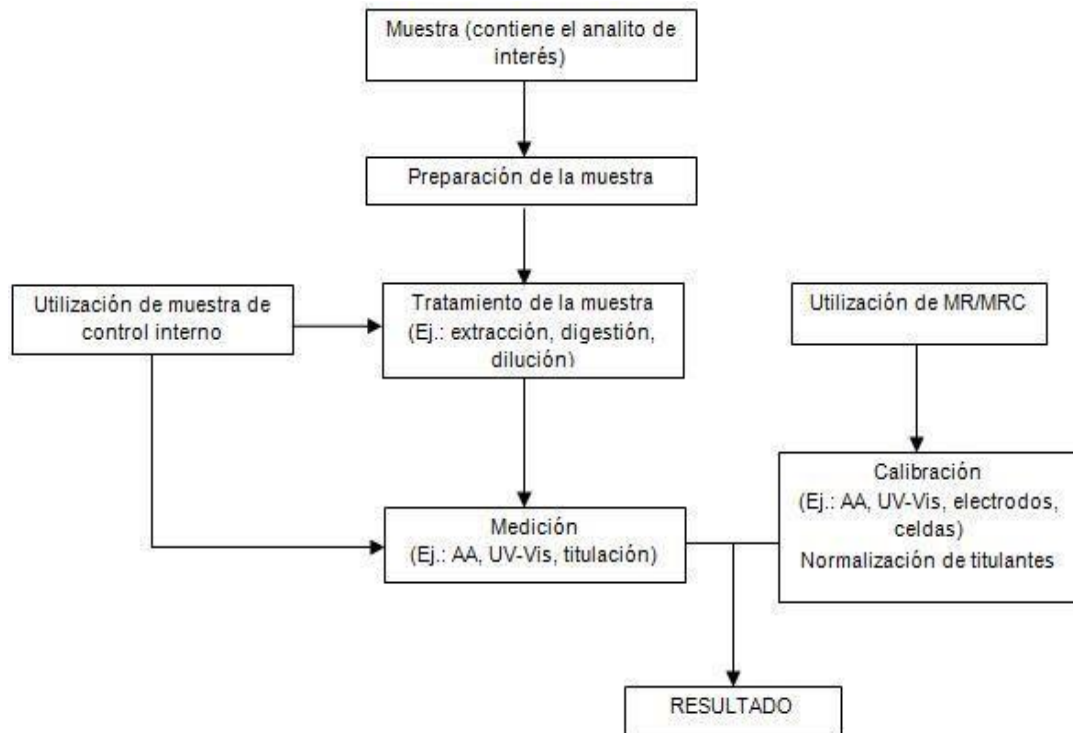 Muestra (contiene el analito de
interés)
Preparación de la muestra
Utilización de muestra de
control interno
Tratamiento de la muestra
(Ej.: extracción, digestión,
dilución)
Utilización de MR/MRC
Calibración
(Ej.: AA, UV-Vis, electrodos,
celdas)
Normalización de titulantes
Medición
(Ej.: AA, UV-Vis, titulación)
RESULTADO